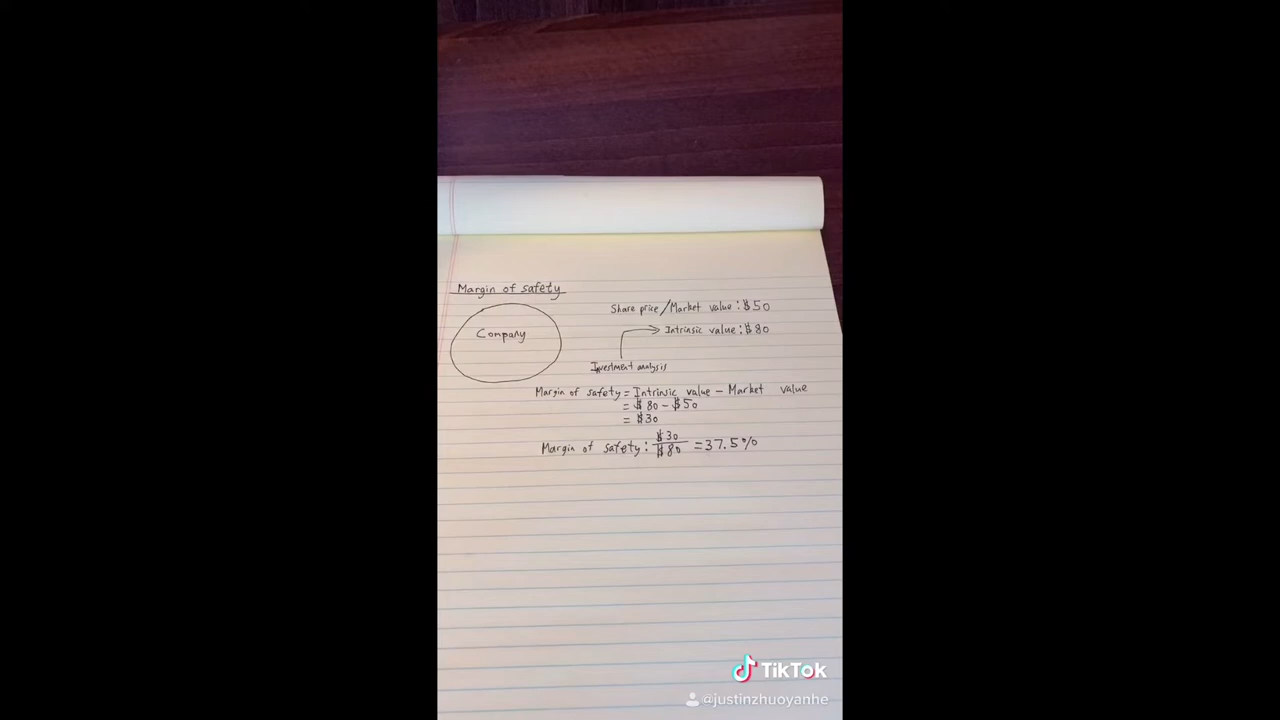 Margin of safety
Company
Share price/Market value: $50
Intrinsic value: $80
Investment analysis
Margin of safety = Intrinsic value - Market value
= $80 - $50
= $30
Margin of safety: $30/$80 = 37.5%
TikTok
@justinzhuoyanhe